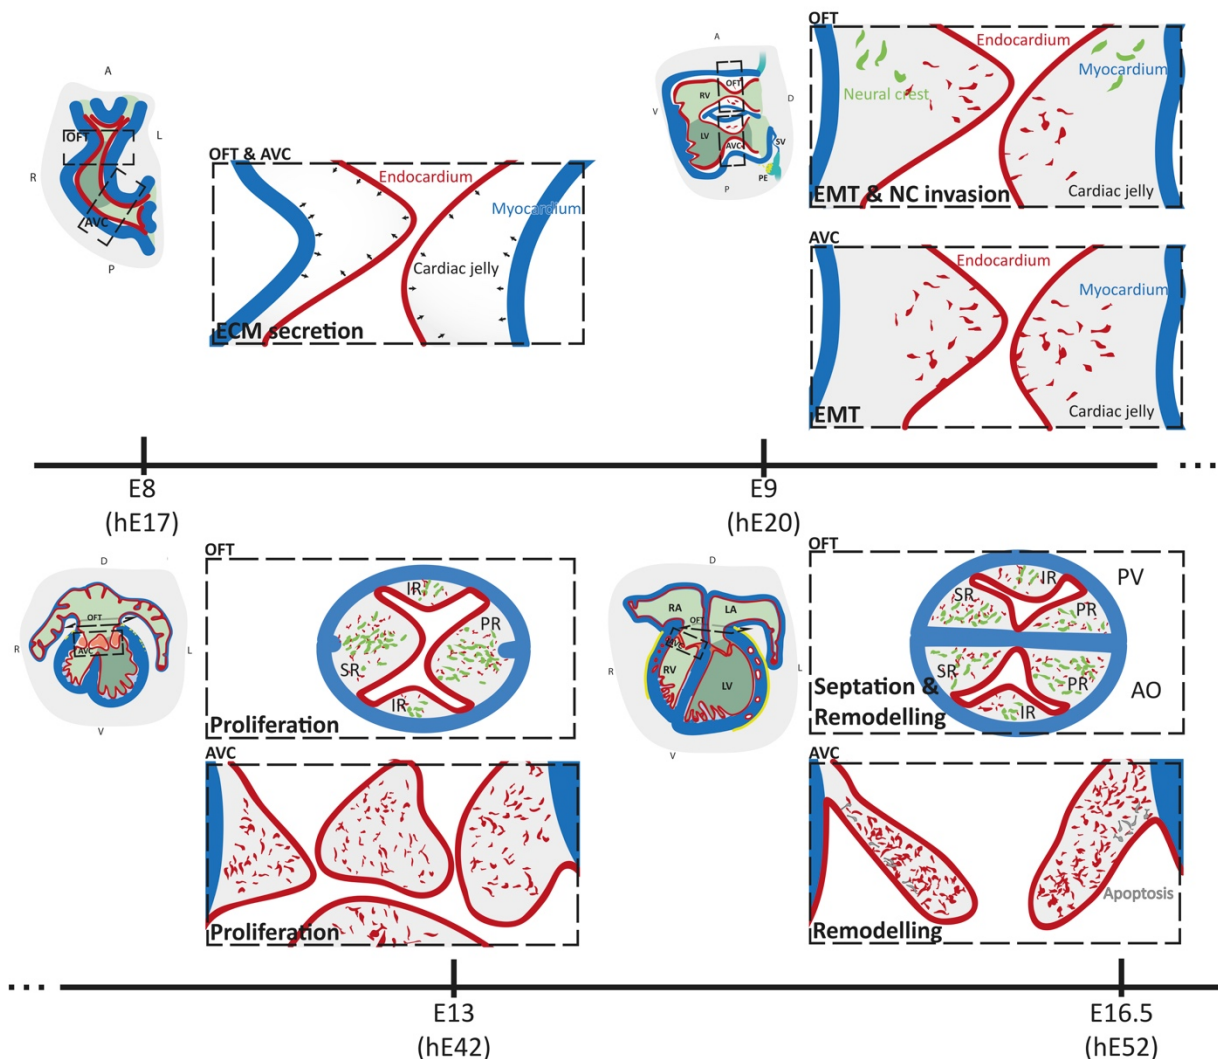 A
OFT
L
R
AVC
P
OFT & AVC
Endocardium
Myocardium
Cardiac jelly
ECM secretion
A
OFT
RV
V
D
LV
AVC
SV
PE
P
OFT
Endocardium
Myocardium
Neural crest
Cardiac jelly
EMT & NC invasion
AVC
Endocardium
Myocardium
Cardiac jelly
EMT
E8
(hE17)
E9
(hE20)
...
D
OFT
AVC
R
L
V
OFT
IR
PR
SR
IR
Proliferation
AVC
Proliferation
D
RA
LA
OFT
AVC
RV
LV
R
L
V
OFT
IR
PV
SR
PR
SR
PR
AO
IR
Septation &
Remodelling
AVC
Apoptosis
Remodelling
...
E13
(hE42)
E16.5
(hE52)